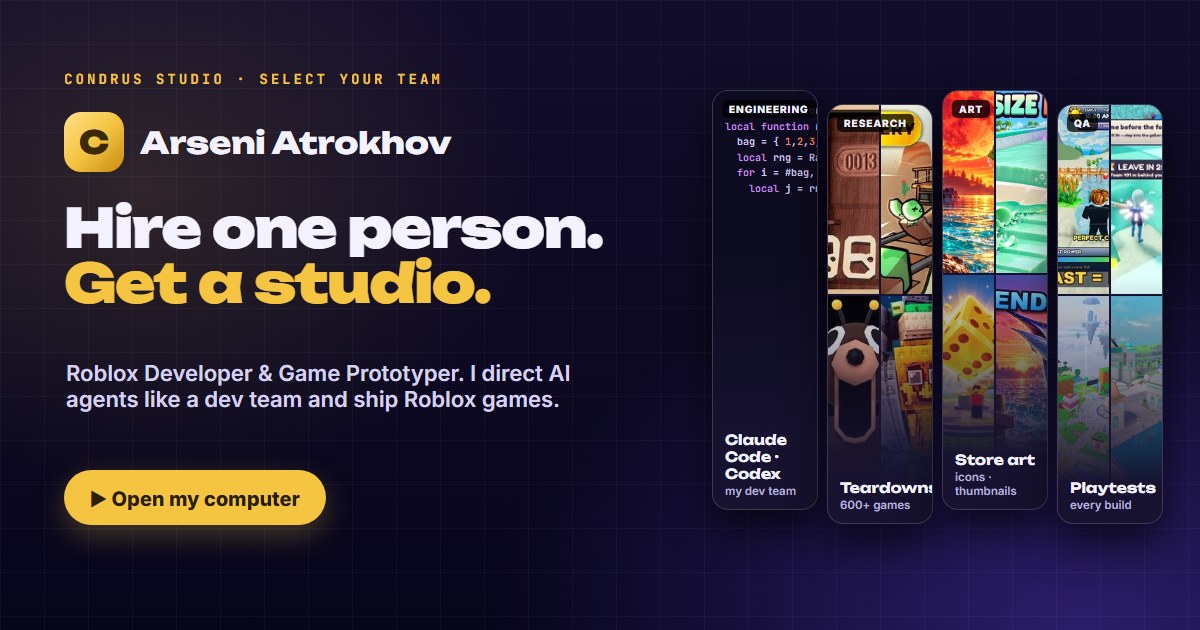 CONDRUS STUDIO · SELECT YOUR TEAM
C
Arseni Atrokhov
Hire one person.
Get a studio.
Roblox Developer & Game Prototyper. I direct AI
agents like a dev team and ship Roblox games.
▶ Open my computer
ENGINEERING
local function
bag = { 1,2,3
local rng =
for i = #bag,
local j =
Claude
Code ·
Codex
my dev team
RESEARCH
0013
Teardowns
600+ games
ART
SIZE
END
Store art
icons ·
thumbnails
QA
LEAVE IN
PERFECT
AST =
Playtests
every build